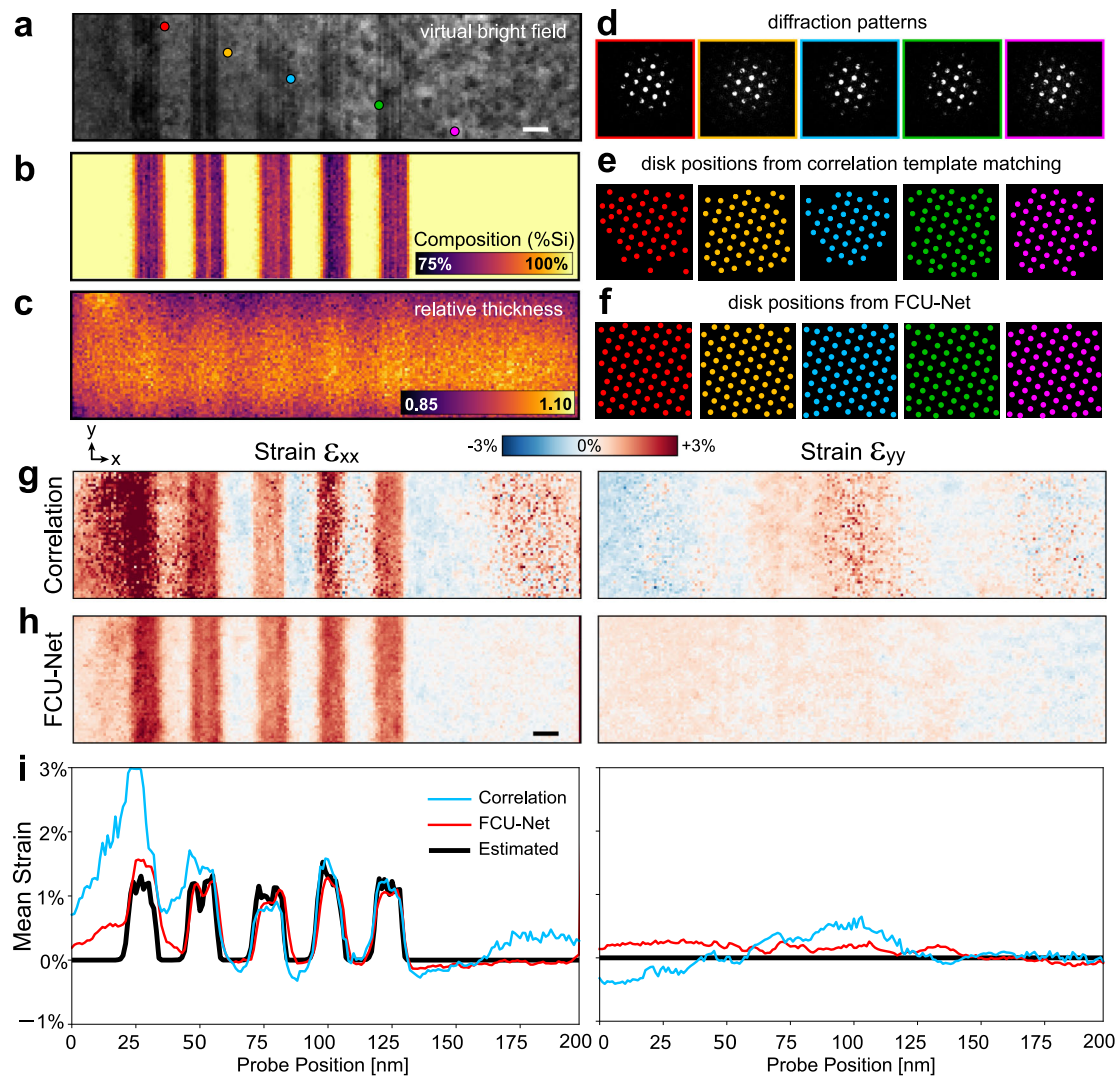 a
virtual bright field
b
Composition (%Si)
75%
100%
c
relative thickness
0.85
1.10
d
diffraction patterns
e
disk positions from correlation template matching
f
disk positions from FCU-Net
y
x
Strain Ɛxx
-3%
0%
+3%
Strain Ɛyy
g
Correlation
h
FCU-Net
i
3%
2%
1%
0%
−1%
Mean Strain
Correlation
FCU-Net
Estimated
0
25
50
75
100
125
150
175
200
Probe Position [nm]
0
25
50
75
100
125
150
175
200
Probe Position [nm]